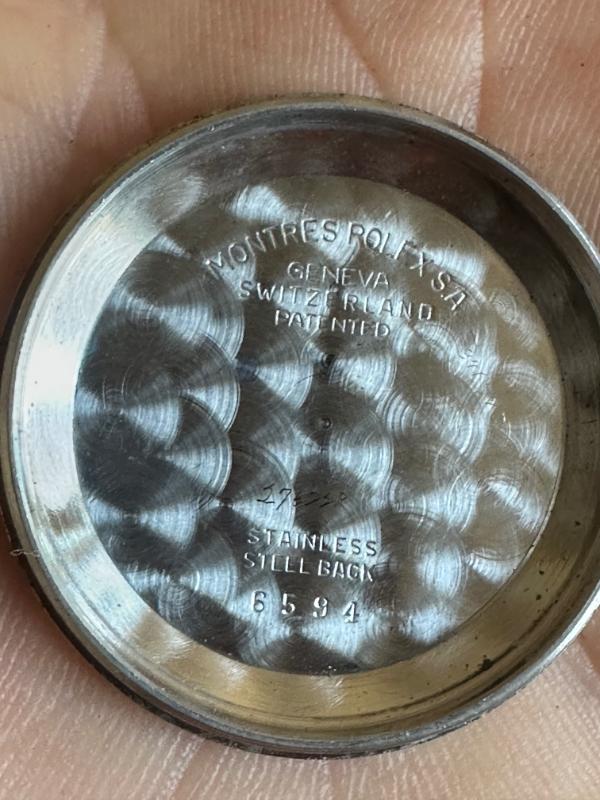 MONTRES ROLEX S.A
GENEVA
SWITZERLAND
PATENTED
STAINLESS
STEEL BACK
6594